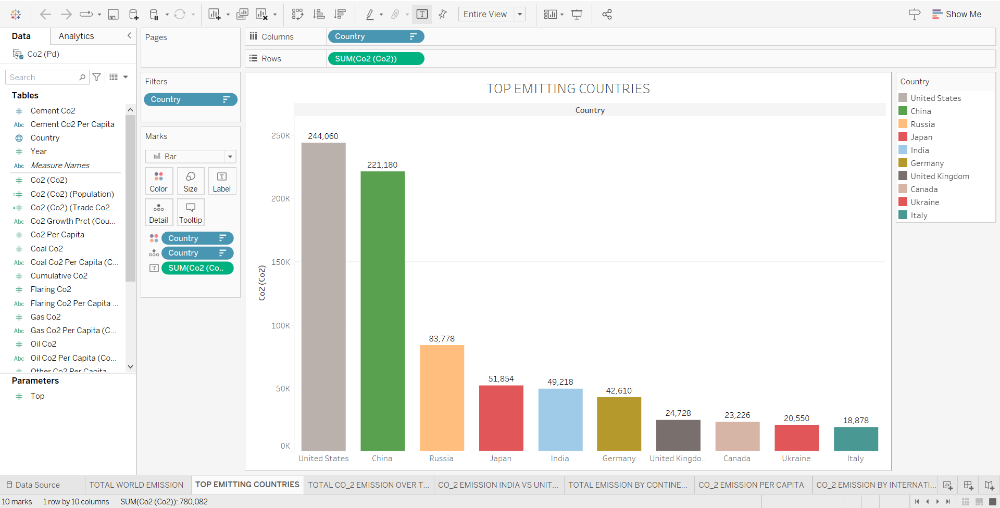 Entire View
Show Me
Data
Analytics
Co2 (Pd)
Search
Tables
Cement Co2
Abc Cement Co2 Per Capita
Country
Year
Abc Measure Names
Co2 (Co2)
Co2 (Co2) (Population)
Co2 (Co2) (Trade Co2 ...
Abc Co2 Growth Prct (Cou...
Co2 Per Capita
Coal Co2
Abc Coal Co2 Per Capita (C...
Cumulative Co2
Flaring Co2
Abc Flaring Co2 Per Capita ...
Gas Co2
Abc Gas Co2 Per Capita (C...
Oil Co2
Abc Oil Co2 Per Capita (Co...
Other Co2 Per Capita
Parameters
Top
Pages
Filters
Country
Marks
Bar
Color
Size
T
Label
Detail
Tooltip
Country
Country
T SUM(Co2 (Co..
Columns
Country
Rows
SUM(Co2 (Co2))
TOP EMITTING COUNTRIES
Country
Co2 (Co2)
250K
200K
150K
100K
50K
0K
244,060
221,180
83,778
51,854
49,218
42,610
24,728
23,226
20,550
18,878
United States
China
Russia
Japan
India
Germany
United Kingdo..
Canada
Ukraine
Italy
Country
United States
China
Russia
Japan
India
Germany
United Kingdom
Canada
Ukraine
Italy
Data Source
TOTAL WORLD EMISSION
TOP EMITTING COUNTRIES
TOTAL CO_2 EMISSION OVER T...
CO_2 EMISSION INDIA VS UNIT...
TOTAL EMISSION BY CONTINE...
CO_2 EMISSION PER CAPITA
CO_2 EMISSION BY INTERNATI...
10 marks
1 row by 10 columns
SUM(Co2 (Co2)): 780,082